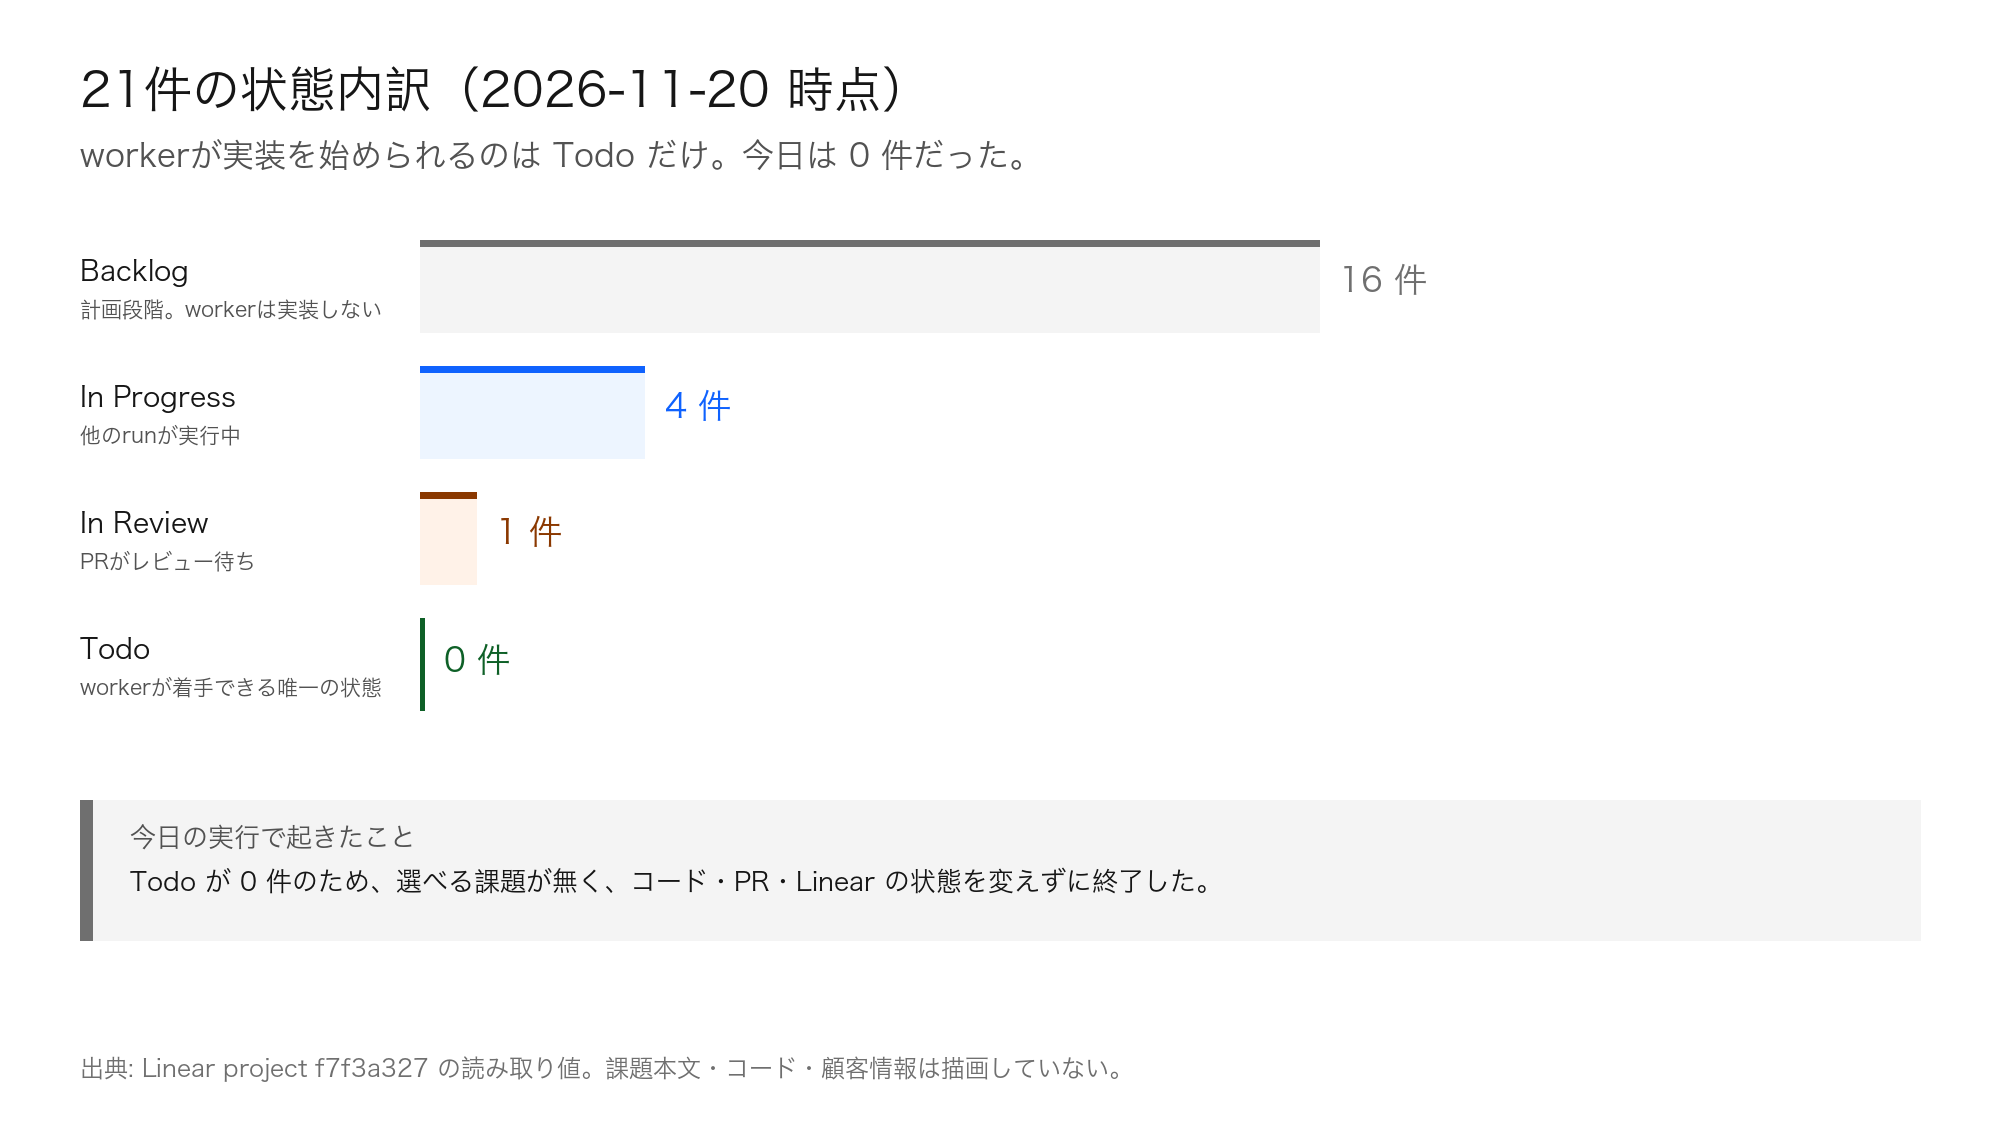 21件の状態内訳（2026-11-20 時点）
workerが実装を始められるのは Todo だけ。今日は 0 件だった。
Backlog
計画段階。workerは実装しない
16 件
In Progress
他のrunが実行中
4 件
In Review
PRがレビュー待ち
1 件
Todo
workerが着手できる唯一の状態
0 件
今日の実行で起きたこと
Todo が 0 件のため、選べる課題が無く、コード・PR・Linear の状態を変えずに終了した。
出典: Linear project f7f3a327 の読み取り値。課題本文・コード・顧客情報は描画していない。